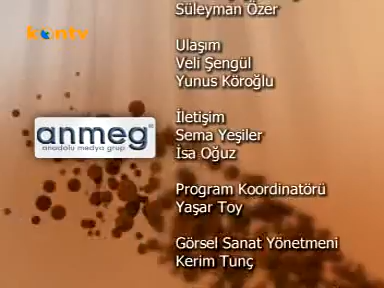 Süleyman Özer
kontv
Ulaşım
Veli Şengül
Yunus Köroğlu
anmeg
anadolu medya grup
İletişim
Sema Yeşiler
İsa Oğuz
Program Koordinatörü
Yaşar Toy
Görsel Sanat Yönetmeni
Kerim Tunç